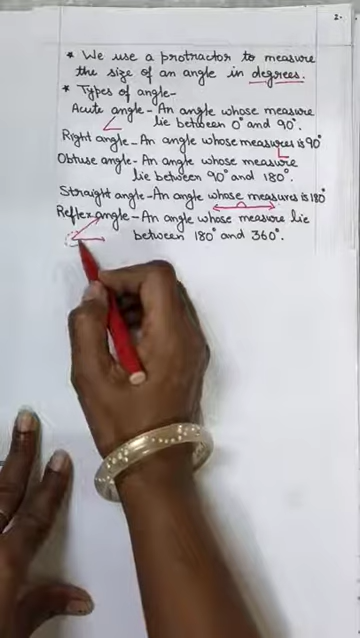 2.
* We use a protractor to measure
the size of an angle in degrees.
* Types of angle-
Acute angle - An angle whose measure
lie between 0° and 90°.
Right angle - An angle whose measures is 90°
Obtuse angle - An angle whose measure
lie between 90° and 180°.
Straight angle - An angle whose measures is 180°
Reflex angle - An angle whose measure lie
between 180° and 360°.